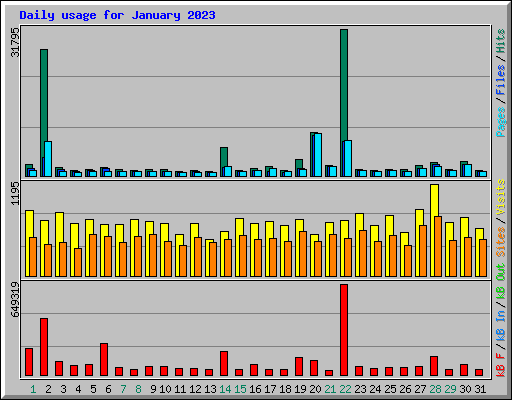 Daily usage for January 2023
31795
Pages / Files / Hits
1195
Sites / Visits
649319
kB F / kB In / kB Out
1 2 3 4 5 6 7 8 9 10 11 12 13 14 15 16 17 18 19 20 21 22 23 24 25 26 27 28 29 30 31